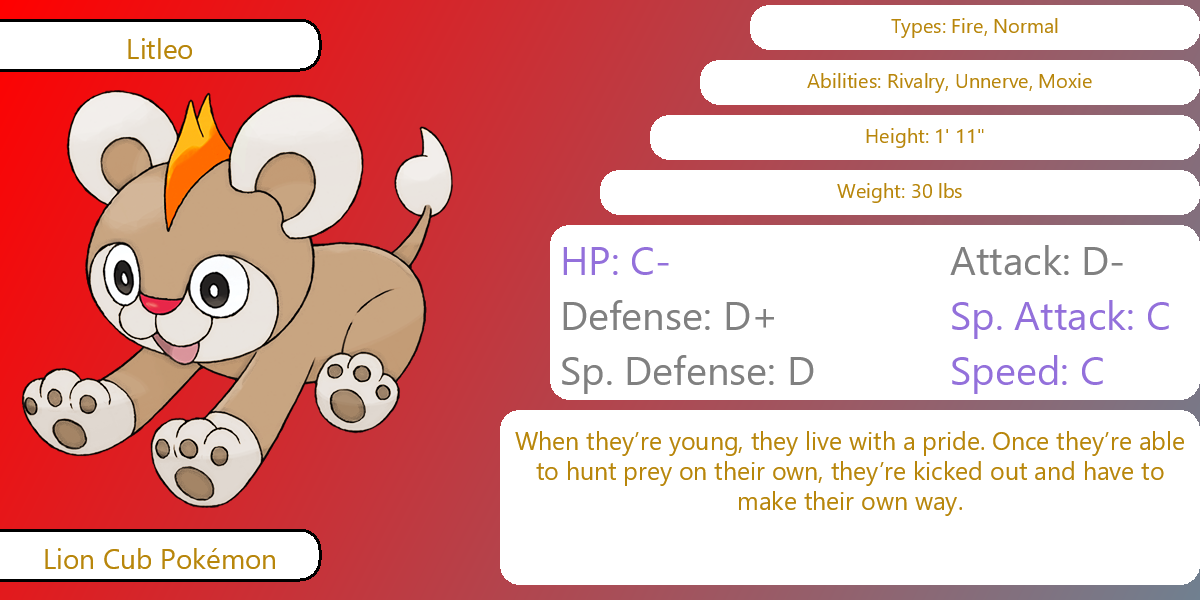 Litleo
Types: Fire, Normal
Abilities: Rivalry, Unnerve, Moxie
Height: 1' 11"
Weight: 30 lbs
HP: C-
Attack: D-
Defense: D+
Sp. Attack: C
Sp. Defense: D
Speed: C
When they’re young, they live with a pride. Once they’re able
to hunt prey on their own, they’re kicked out and have to
make their own way.
Lion Cub Pokémon